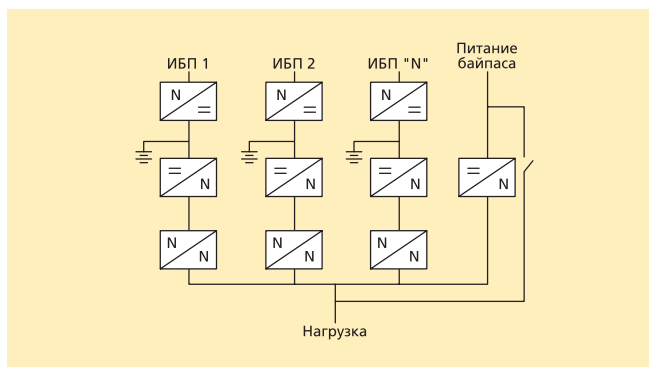 Питание
байпаса
ИБП 1 ИБП 2 ИБП "N"
N = N = N =
= N = N = N = N
N N N N N N
Нагрузка